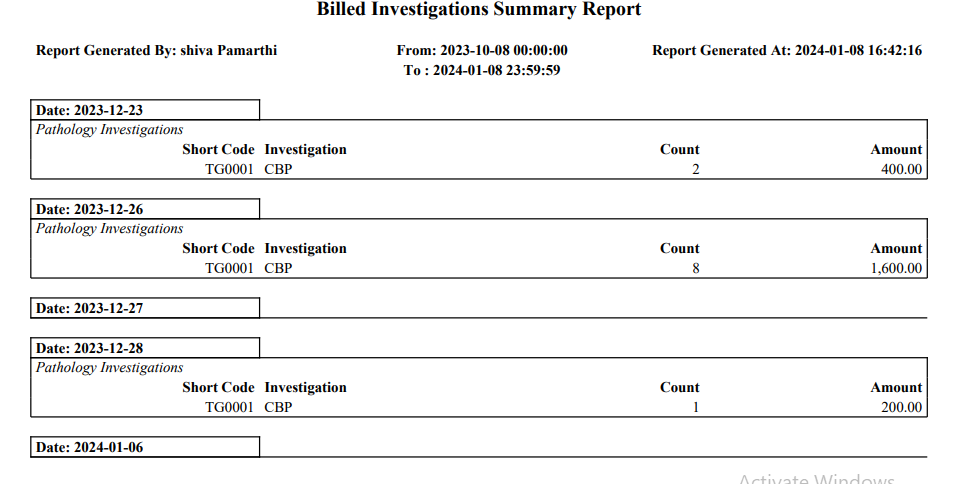 Billed Investigations Summary Report
Report Generated By: shiva Pamarthi From: 2023-10-08 00:00:00 Report Generated At: 2024-01-08 16:42:16
To : 2024-01-08 23:59:59
Date: 2023-12-23
Pathology Investigations
Short Code Investigation Count Amount
TG0001 CBP 2 400.00
Date: 2023-12-26
Pathology Investigations
Short Code Investigation Count Amount
TG0001 CBP 8 1,600.00
Date: 2023-12-27
Date: 2023-12-28
Pathology Investigations
Short Code Investigation Count Amount
TG0001 CBP 1 200.00
Date: 2024-01-06
Activate Windows